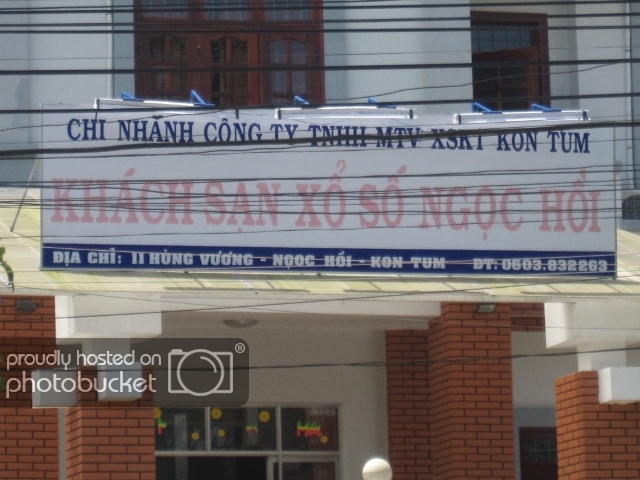 CHI NHÁNH CÔNG TY TNHH MTV XSKT KON TUM
KHÁCH SẠN XỔ SỐ NGỌC HỒI
ĐỊA CHỈ: 11 HÙNG VƯƠNG - NGỌC HỒI - KON TUM ĐT: 0603.832263
proudly hosted on
photobucket